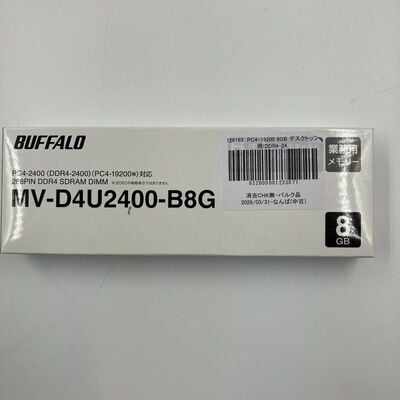 BUFFALO
PC4-2400 (DDR4-2400)(PC4-19200※)対応
288PIN DDR4 SDRAM DIMM
MV-D4U2400-B8G
126163 PC4-19200 8GB デスクトップ
用DDR4-24
8320000001233077
消去CHK無-バルク品
2026/03/31-なんば(中古)
業務用
メモリー
8
GB